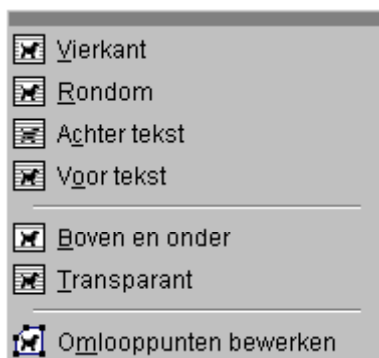 Vierkant
Rondom
Achter tekst
Voor tekst
Boven en onder
Transparant
Omlooppunten bewerken